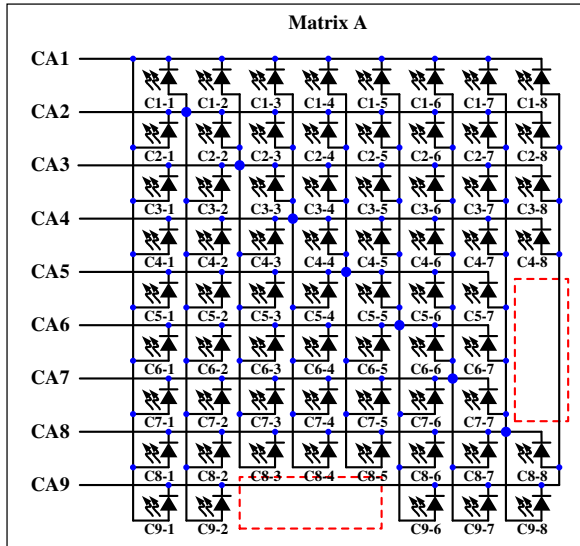 Matrix A
CA1
C1-1 C1-2 C1-3 C1-4 C1-5 C1-6 C1-7 C1-8
CA2
C2-1 C2-2 C2-3 C2-4 C2-5 C2-6 C2-7 C2-8
CA3
C3-1 C3-2 C3-3 C3-4 C3-5 C3-6 C3-7 C3-8
CA4
C4-1 C4-2 C4-3 C4-4 C4-5 C4-6 C4-7 C4-8
CA5
C5-1 C5-2 C5-3 C5-4 C5-5 C5-6 C5-7
CA6
C6-1 C6-2 C6-3 C6-4 C6-5 C6-6 C6-7
CA7
C7-1 C7-2 C7-3 C7-4 C7-5 C7-6 C7-7
CA8
C8-1 C8-2 C8-3 C8-4 C8-5 C8-6 C8-7 C8-8
CA9
C9-1 C9-2 C9-6 C9-7 C9-8